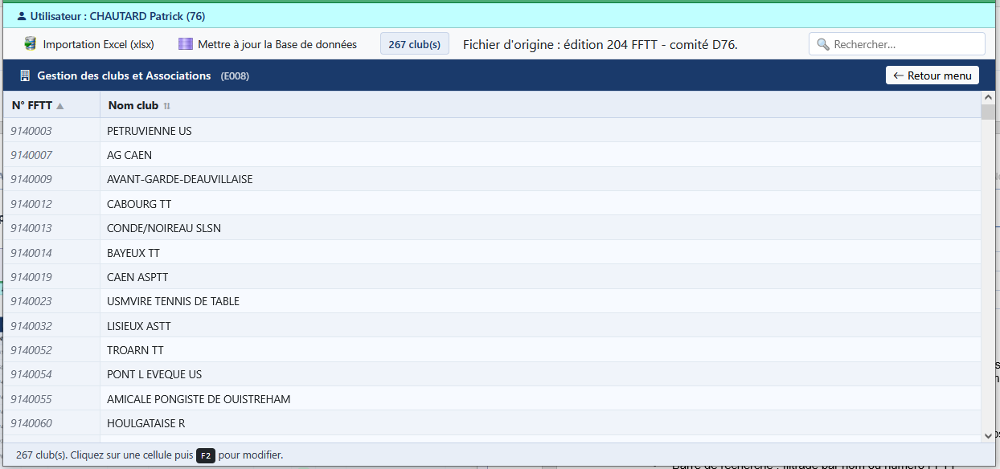 Utilisateur : CHAUTARD Patrick (76)
Importation Excel (xlsx) Mettre à jour la Base de données 267 club(s) Fichier d'origine : édition 204 FFTT - comité D76. Rechercher...
Gestion des clubs et Associations (E008) ← Retour menu
N° FFTT ▲ Nom club ⇅
9140003 PETRUVIENNE US
9140007 AG CAEN
9140009 AVANT-GARDE-DEAUVILLAISE
9140012 CABOURG TT
9140013 CONDE/NOIREAU SLSN
9140014 BAYEUX TT
9140019 CAEN ASPTT
9140023 USMVIRE TENNIS DE TABLE
9140032 LISIEUX ASTT
9140052 TROARN TT
9140054 PONT L EVEQUE US
9140055 AMICALE PONGISTE DE OUISTREHAM
9140060 HOULGATAISE R
267 club(s). Cliquez sur une cellule puis F2 pour modifier.